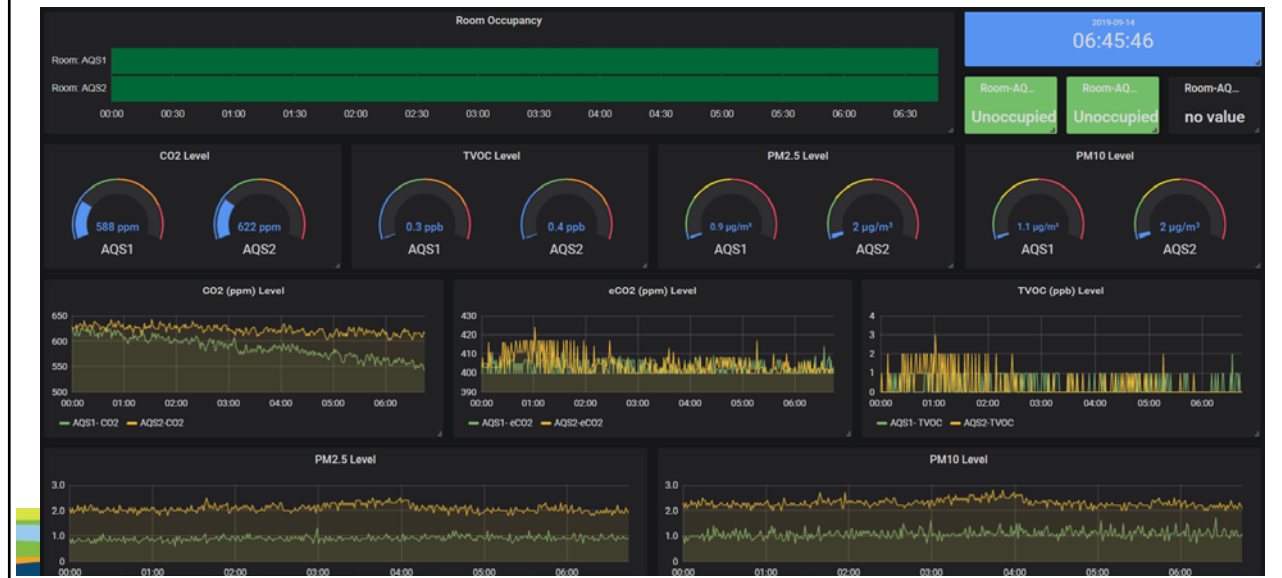 Room Occupancy
Room: AQS1
Room: AQS2
00:00 00:30 01:00 01:30 02:00 02:30 03:00 03:30 04:00 04:30 05:00 05:30 06:00 06:30
2019-09-14
06:45:46
Room-AQ... Room-AQ... Room-AQ...
Unoccupied Unoccupied no value
CO2 Level TVOC Level PM2.5 Level PM10 Level
588 ppm 622 ppm 0.3 ppb 0.4 ppb 0.9 µg/m³ 2 µg/m³ 1.1 µg/m³ 2 µg/m³
AQS1 AQS2 AQS1 AQS2 AQS1 AQS2 AQS1 AQS2
CO2 (ppm) Level
650
600
550
500
00:00 01:00 02:00 03:00 04:00 05:00 06:00
AQS1- CO2 AQS2-CO2
eCO2 (ppm) Level
430
420
410
400
390
00:00 01:00 02:00 03:00 04:00 05:00 06:00
AQS1- eCO2 AQS2-eCO2
TVOC (ppb) Level
4
3
2
1
0
00:00 01:00 02:00 03:00 04:00 05:00 06:00
AQS1- TVOC AQS2-TVOC
PM2.5 Level
3.0
2.0
1.0
0
00:00 01:00 02:00 03:00 04:00 05:00 06:00
PM10 Level
3.0
2.0
1.0
0
00:00 01:00 02:00 03:00 04:00 05:00 06:00